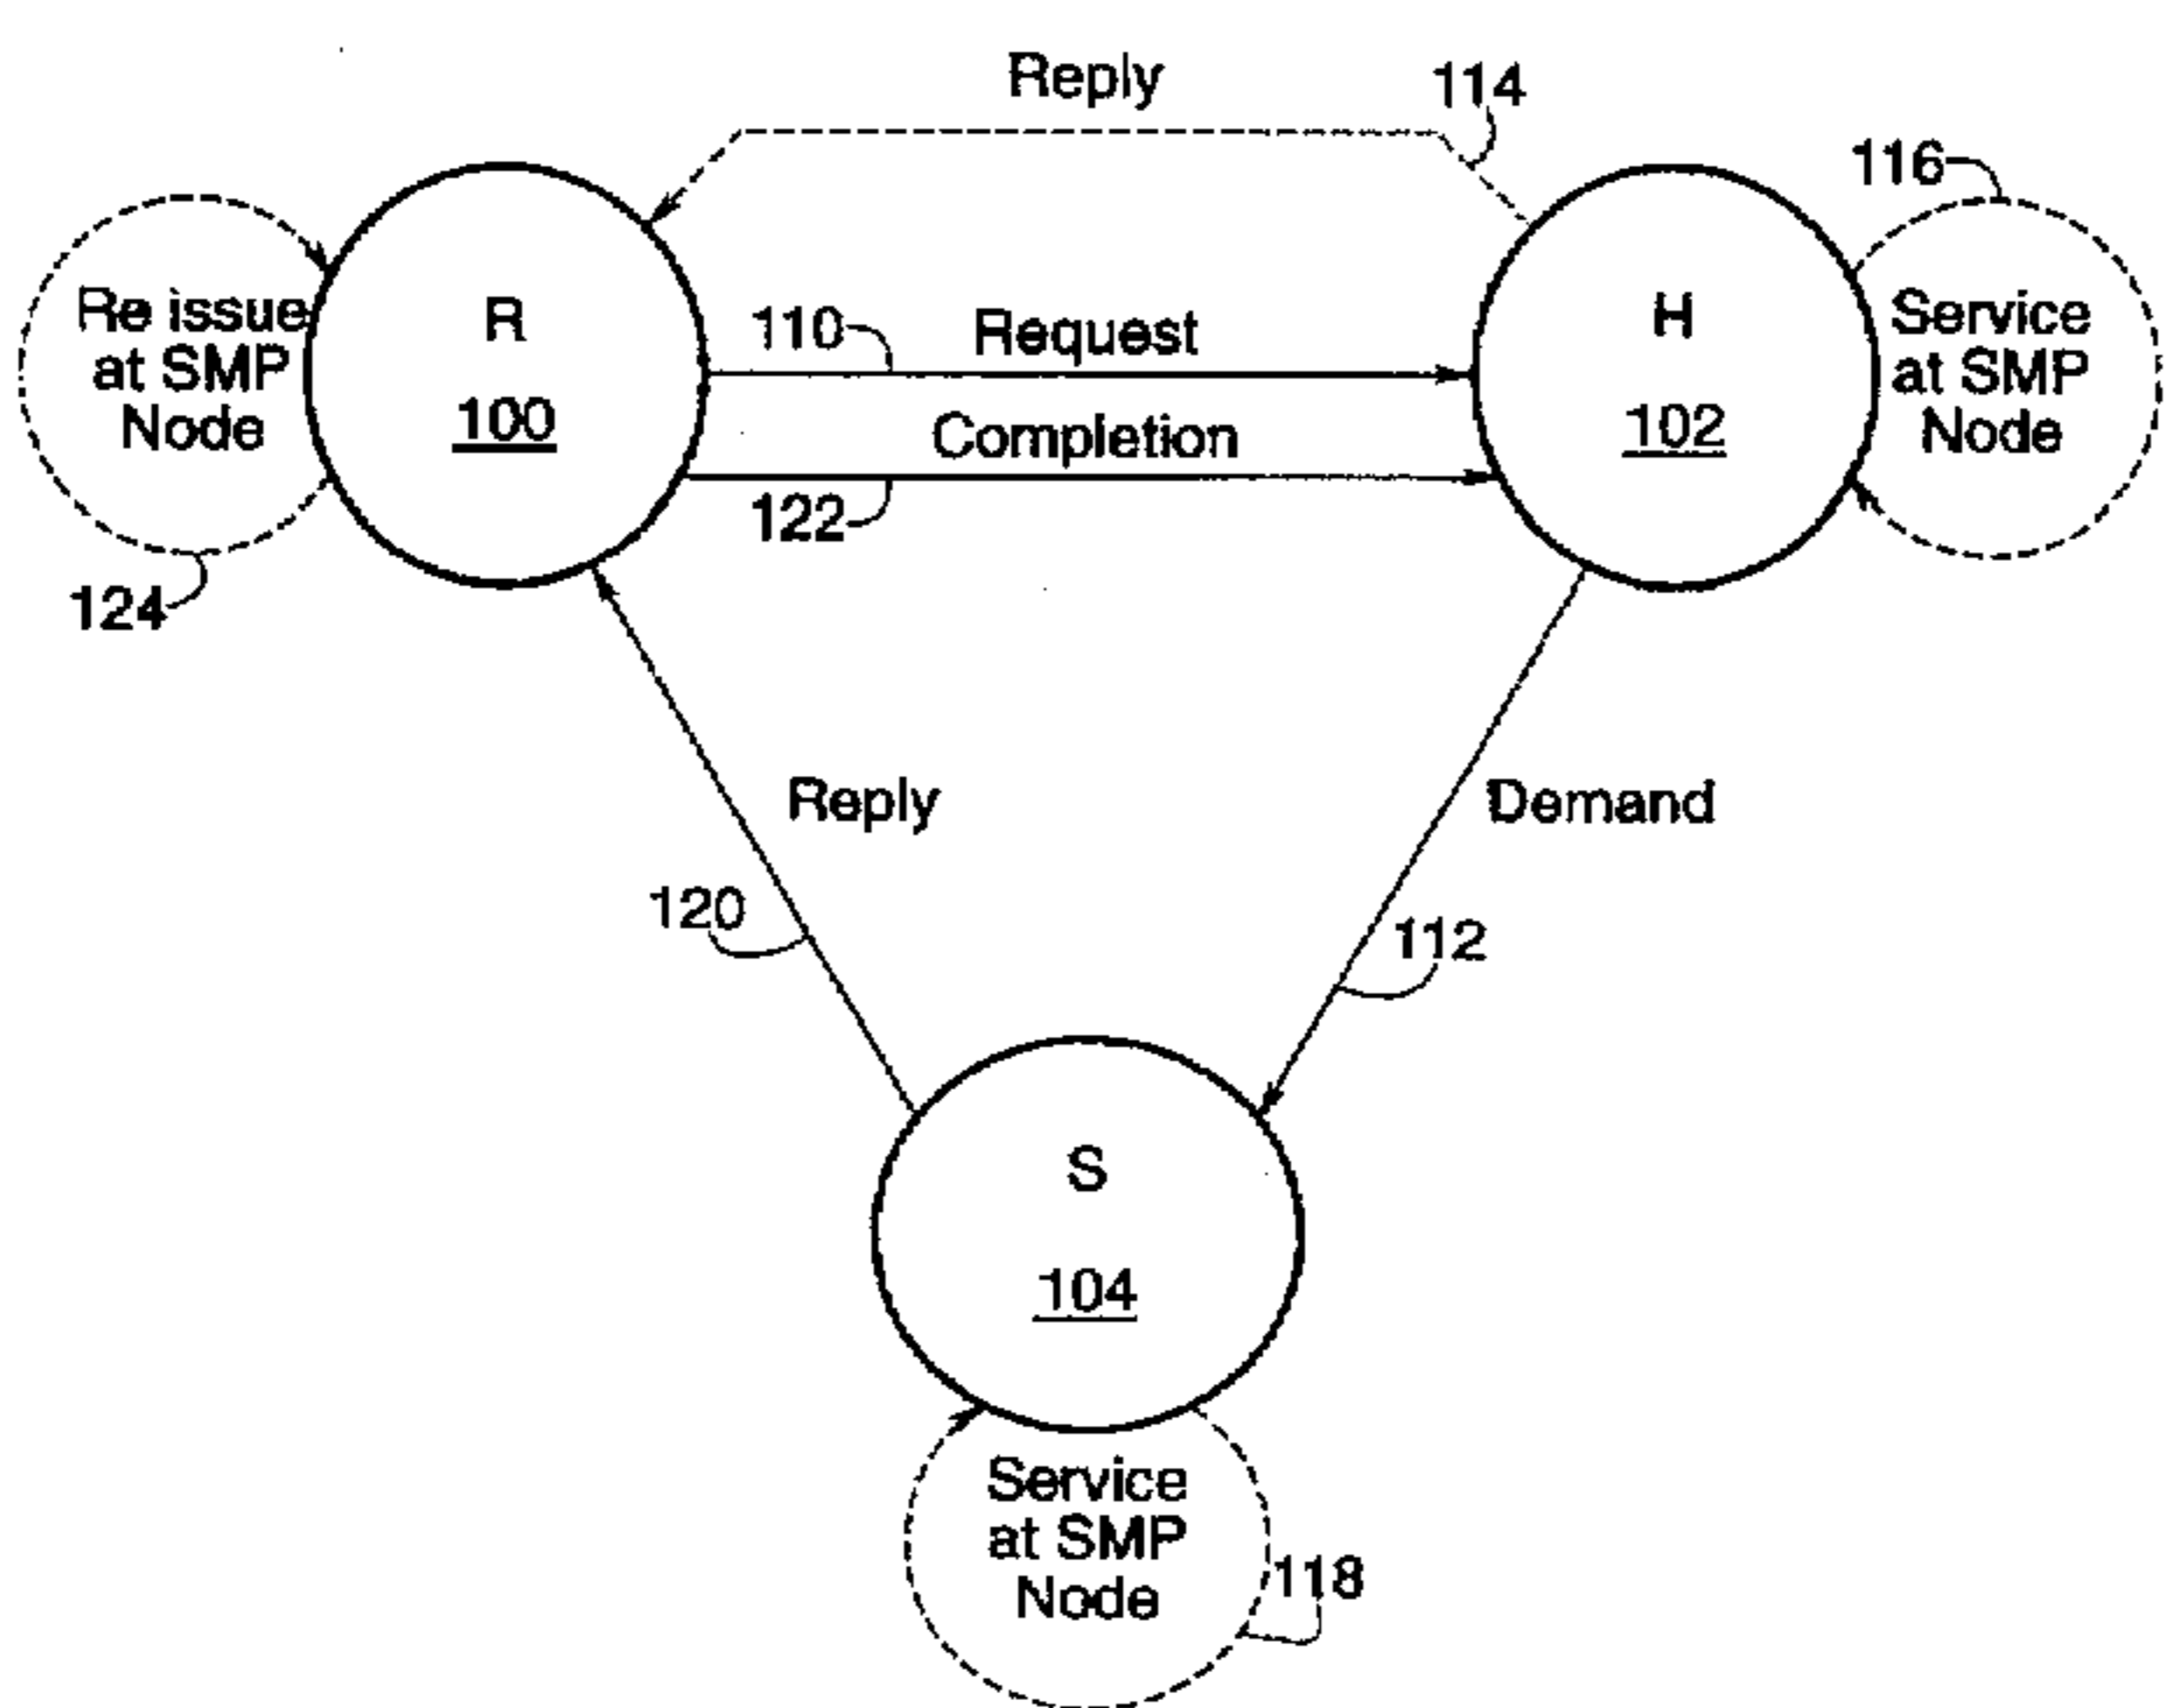 Reply
114
116
Re issue
at SMP
Node
R
100
110
Request
Completion
122
H
102
Service
at SMP
Node
124
Reply
Demand
120
112
S
104
Service
at SMP
Node
118